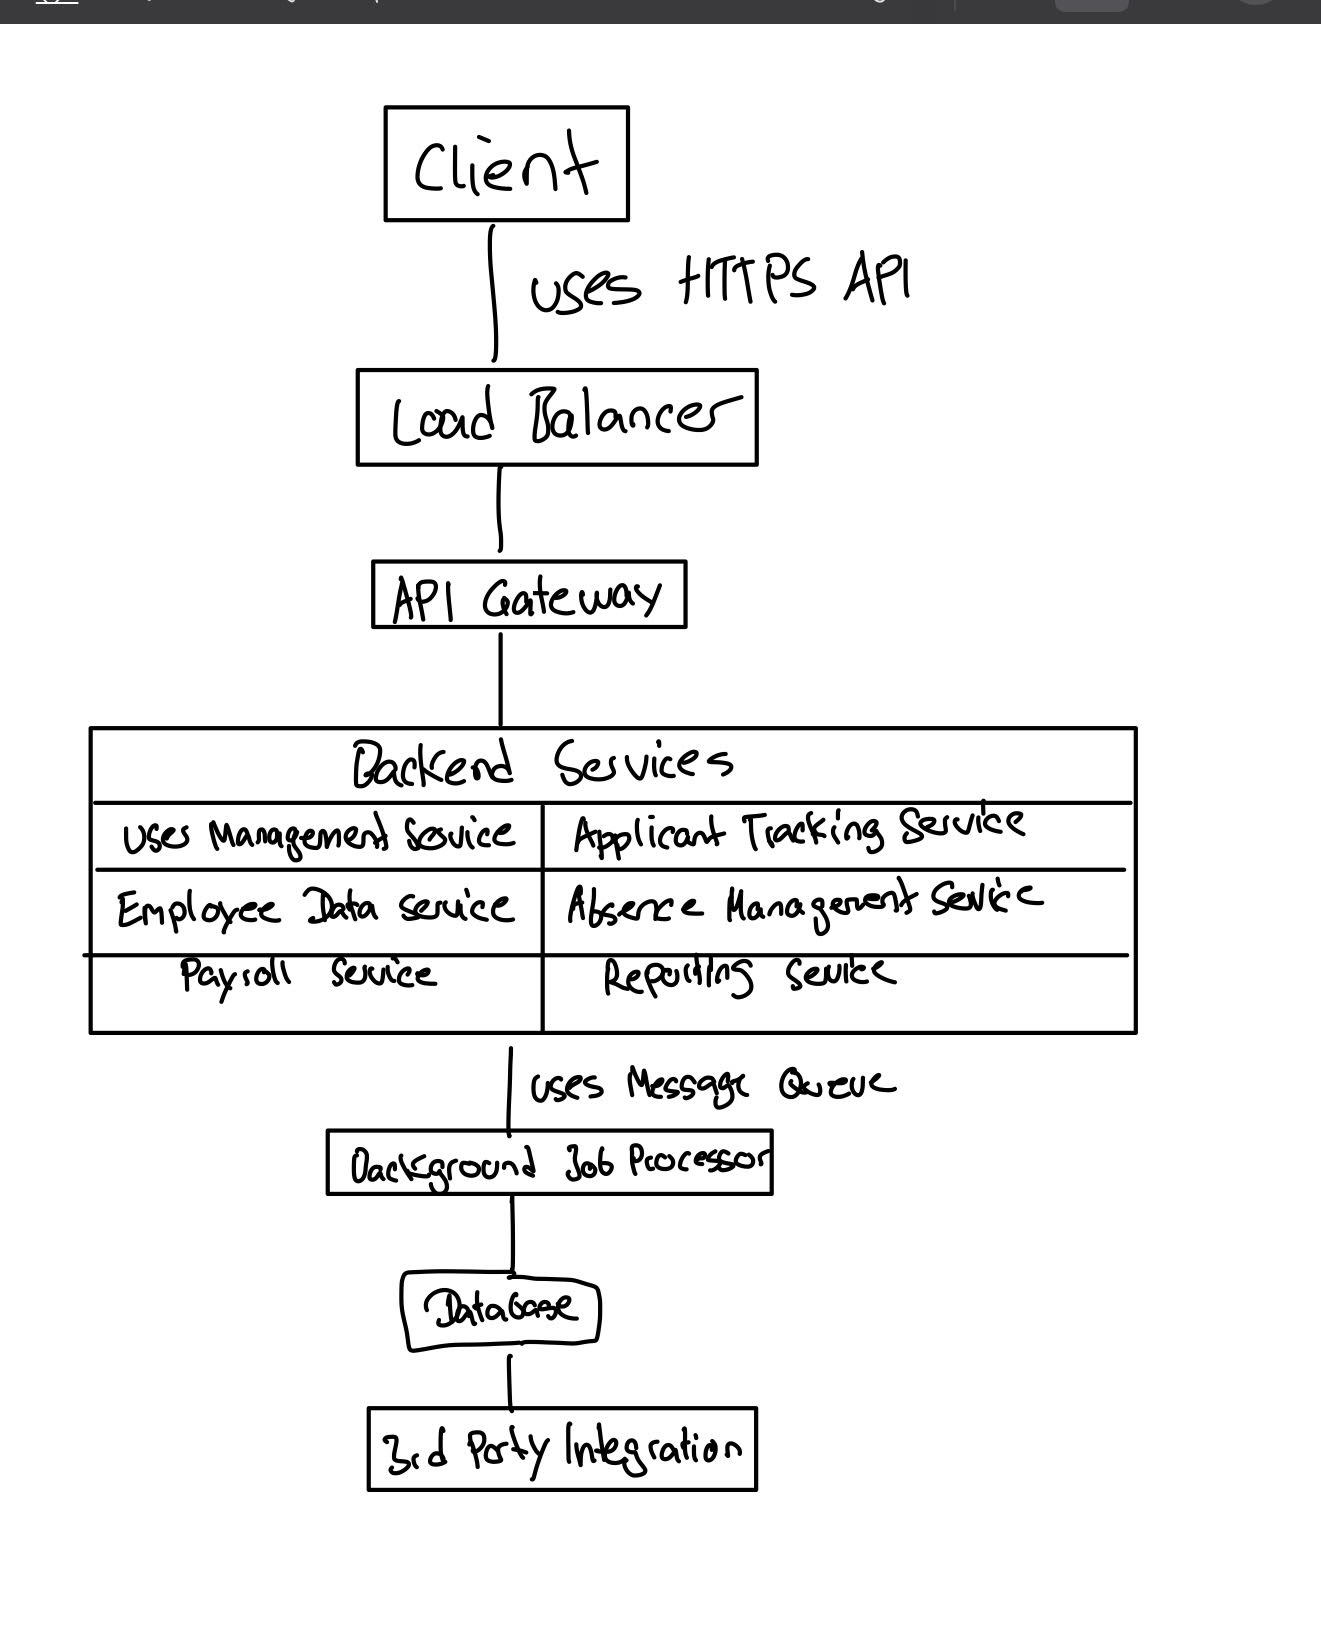 Client
uses HTTPS API
Load Balancer
API Gateway
Backend Services
Uses Management Service
Applicant Tracking Service
Employee Data Service
Absence Management Service
Payroll Service
Reporting Service
uses Message Queue
Background Job Processor
Database
3rd Party Integration